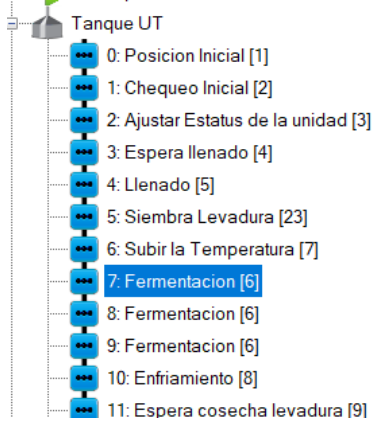 Tanque UT
0: Posicion Inicial [1]
1: Chequeo Inicial [2]
2: Ajustar Estatus de la unidad [3]
3: Espera llenado [4]
4: Llenado [5]
5: Siembra Levadura [23]
6: Subir la Temperatura [7]
7: Fermentacion [6]
8: Fermentacion [6]
9: Fermentacion [6]
10: Enfriamiento [8]
11: Espera cosecha levadura [9]